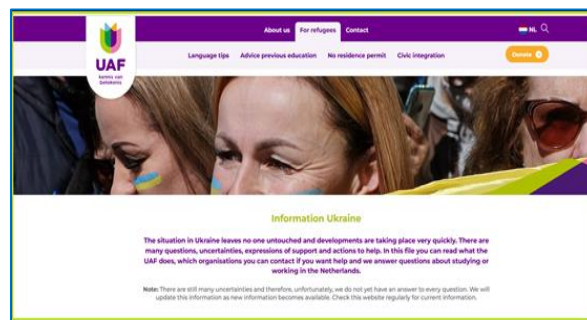 About us For refugees Contact NL
UAF
kennis van
betekenis
Language tips Advice previous education No residence permit Civic integration Donate
Information Ukraine
The situation in Ukraine leaves no one untouched and developments are taking place very quickly. There are
many questions, uncertainties, expressions of support and actions to help. In this file you can read what the
UAF does, which organisations you can contact if you want help and we answer questions about studying or
working in the Netherlands.
Note: There are still many uncertainties and therefore, unfortunately, we do not yet have an answer to every question. We will
update this information as new information becomes available. Check this website regularly for current information.